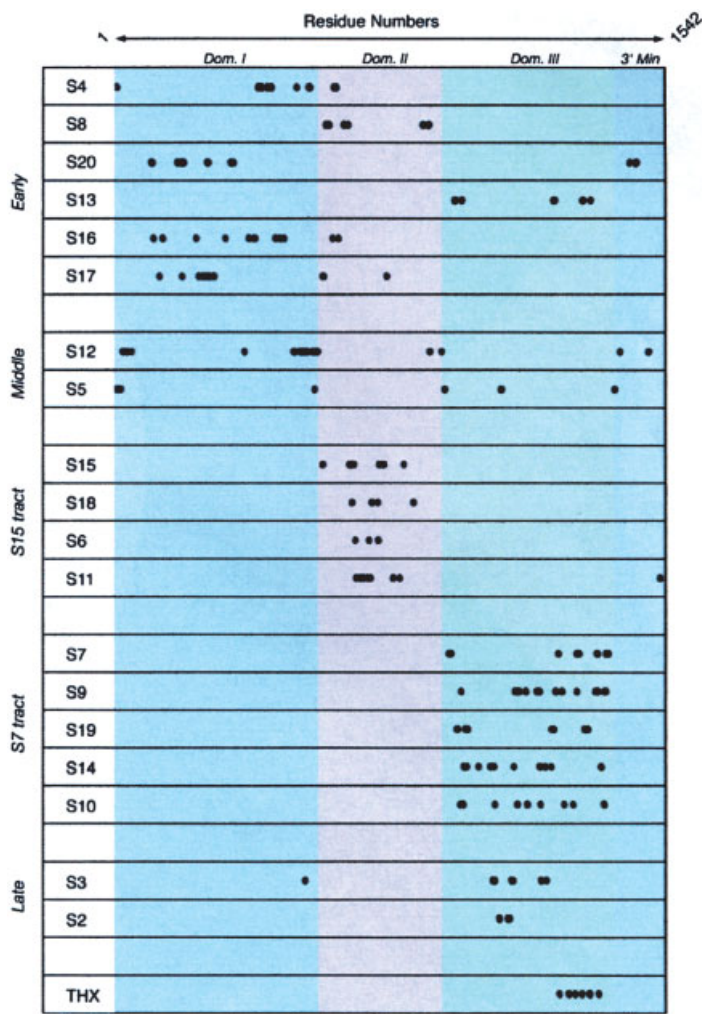 Residue Numbers
1
1542
Dom. I Dom. II Dom. III 3' Min
Early
S4
S8
S20
S13
S16
S17
Middle
S12
S5
S15 tract
S15
S18
S6
S11
S7 tract
S7
S9
S19
S14
S10
Late
S3
S2
THX